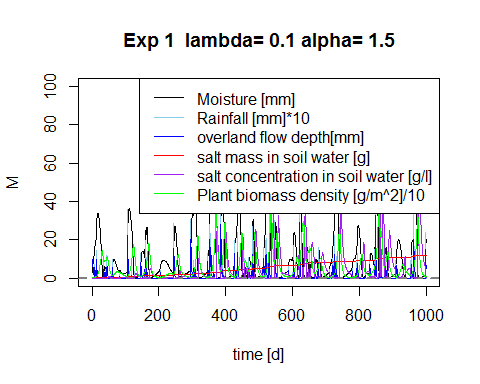 Exp 1 lambda= 0.1 alpha= 1.5
100
80
60
40
20
0
M
Moisture [mm]
Rainfall [mm]*10
overland flow depth[mm]
salt mass in soil water [g]
salt concentration in soil water [g/l]
Plant biomass density [g/m^2]/10
0 200 400 600 800 1000
time [d]